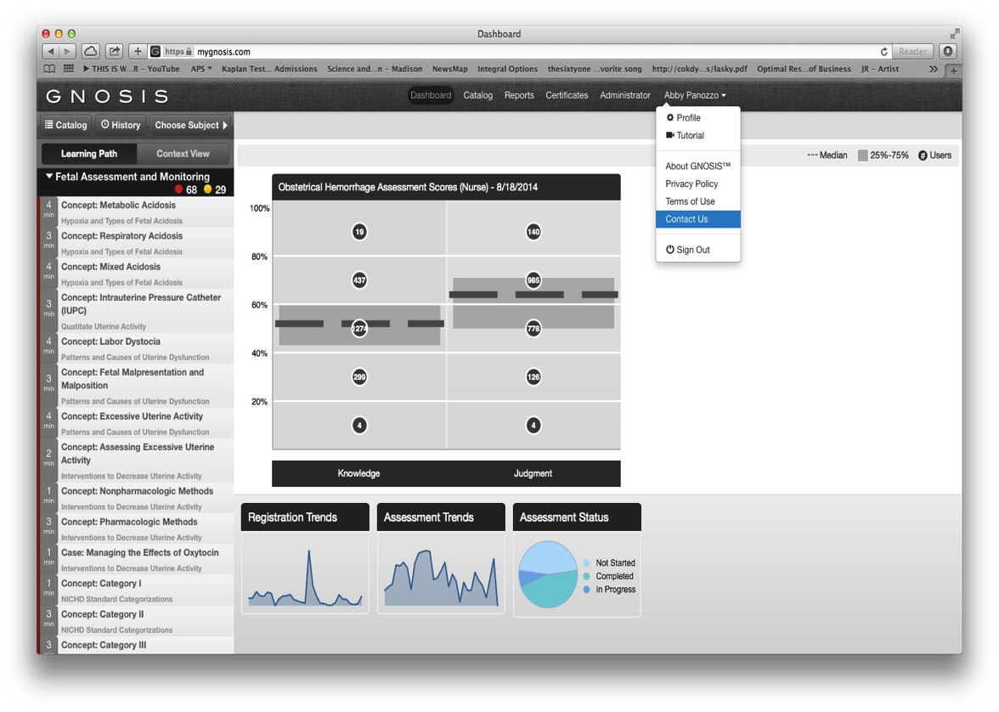 Dashboard
https mygnosis.com Reader
THIS IS W...R – YouTube APS Kaplan Test... Admissions Science and...n – Madison NewsMap Integral Options thesixtyone ...vorite song http://cokdy...s/lasky.pdf Optimal Res...of Business JR – Artist
GNOSIS
Dashboard Catalog Reports Certificates Administrator Abby Panozzo
Catalog History Choose Subject
Learning Path Context View
Fetal Assessment and Monitoring
68 29
4 min Concept: Metabolic Acidosis
Hypoxia and Types of Fetal Acidosis
3 min Concept: Respiratory Acidosis
Hypoxia and Types of Fetal Acidosis
4 min Concept: Mixed Acidosis
Hypoxia and Types of Fetal Acidosis
3 min Concept: Intrauterine Pressure Catheter
(IUPC)
Quatitate Uterine Activity
4 min Concept: Labor Dystocia
Patterns and Causes of Uterine Dysfunction
3 min Concept: Fetal Malpresentation and
Malposition
Patterns and Causes of Uterine Dysfunction
4 min Concept: Excessive Uterine Activity
Patterns and Causes of Uterine Dysfunction
2 min Concept: Assessing Excessive Uterine
Activity
Interventions to Decrease Uterine Activity
1 min Concept: Nonpharmacologic Methods
Interventions to Decrease Uterine Activity
3 min Concept: Pharmacologic Methods
Interventions to Decrease Uterine Activity
1 min Case: Managing the Effects of Oxytocin
Interventions to Decrease Uterine Activity
1 min Concept: Category I
NICHD Standard Categorizations
3 min Concept: Category II
NICHD Standard Categorizations
3 min Concept: Category III
Profile
Tutorial
About GNOSIS™
Privacy Policy
Terms of Use
Contact Us
Sign Out
--- Median 25%-75% # Users
Obstetrical Hemorrhage Assessment Scores (Nurse) - 8/18/2014
100%
19 140
80%
437 985
60%
1274 778
40%
299 126
20%
4 4
Knowledge Judgment
Registration Trends
Assessment Trends
Assessment Status
Not Started
Completed
In Progress